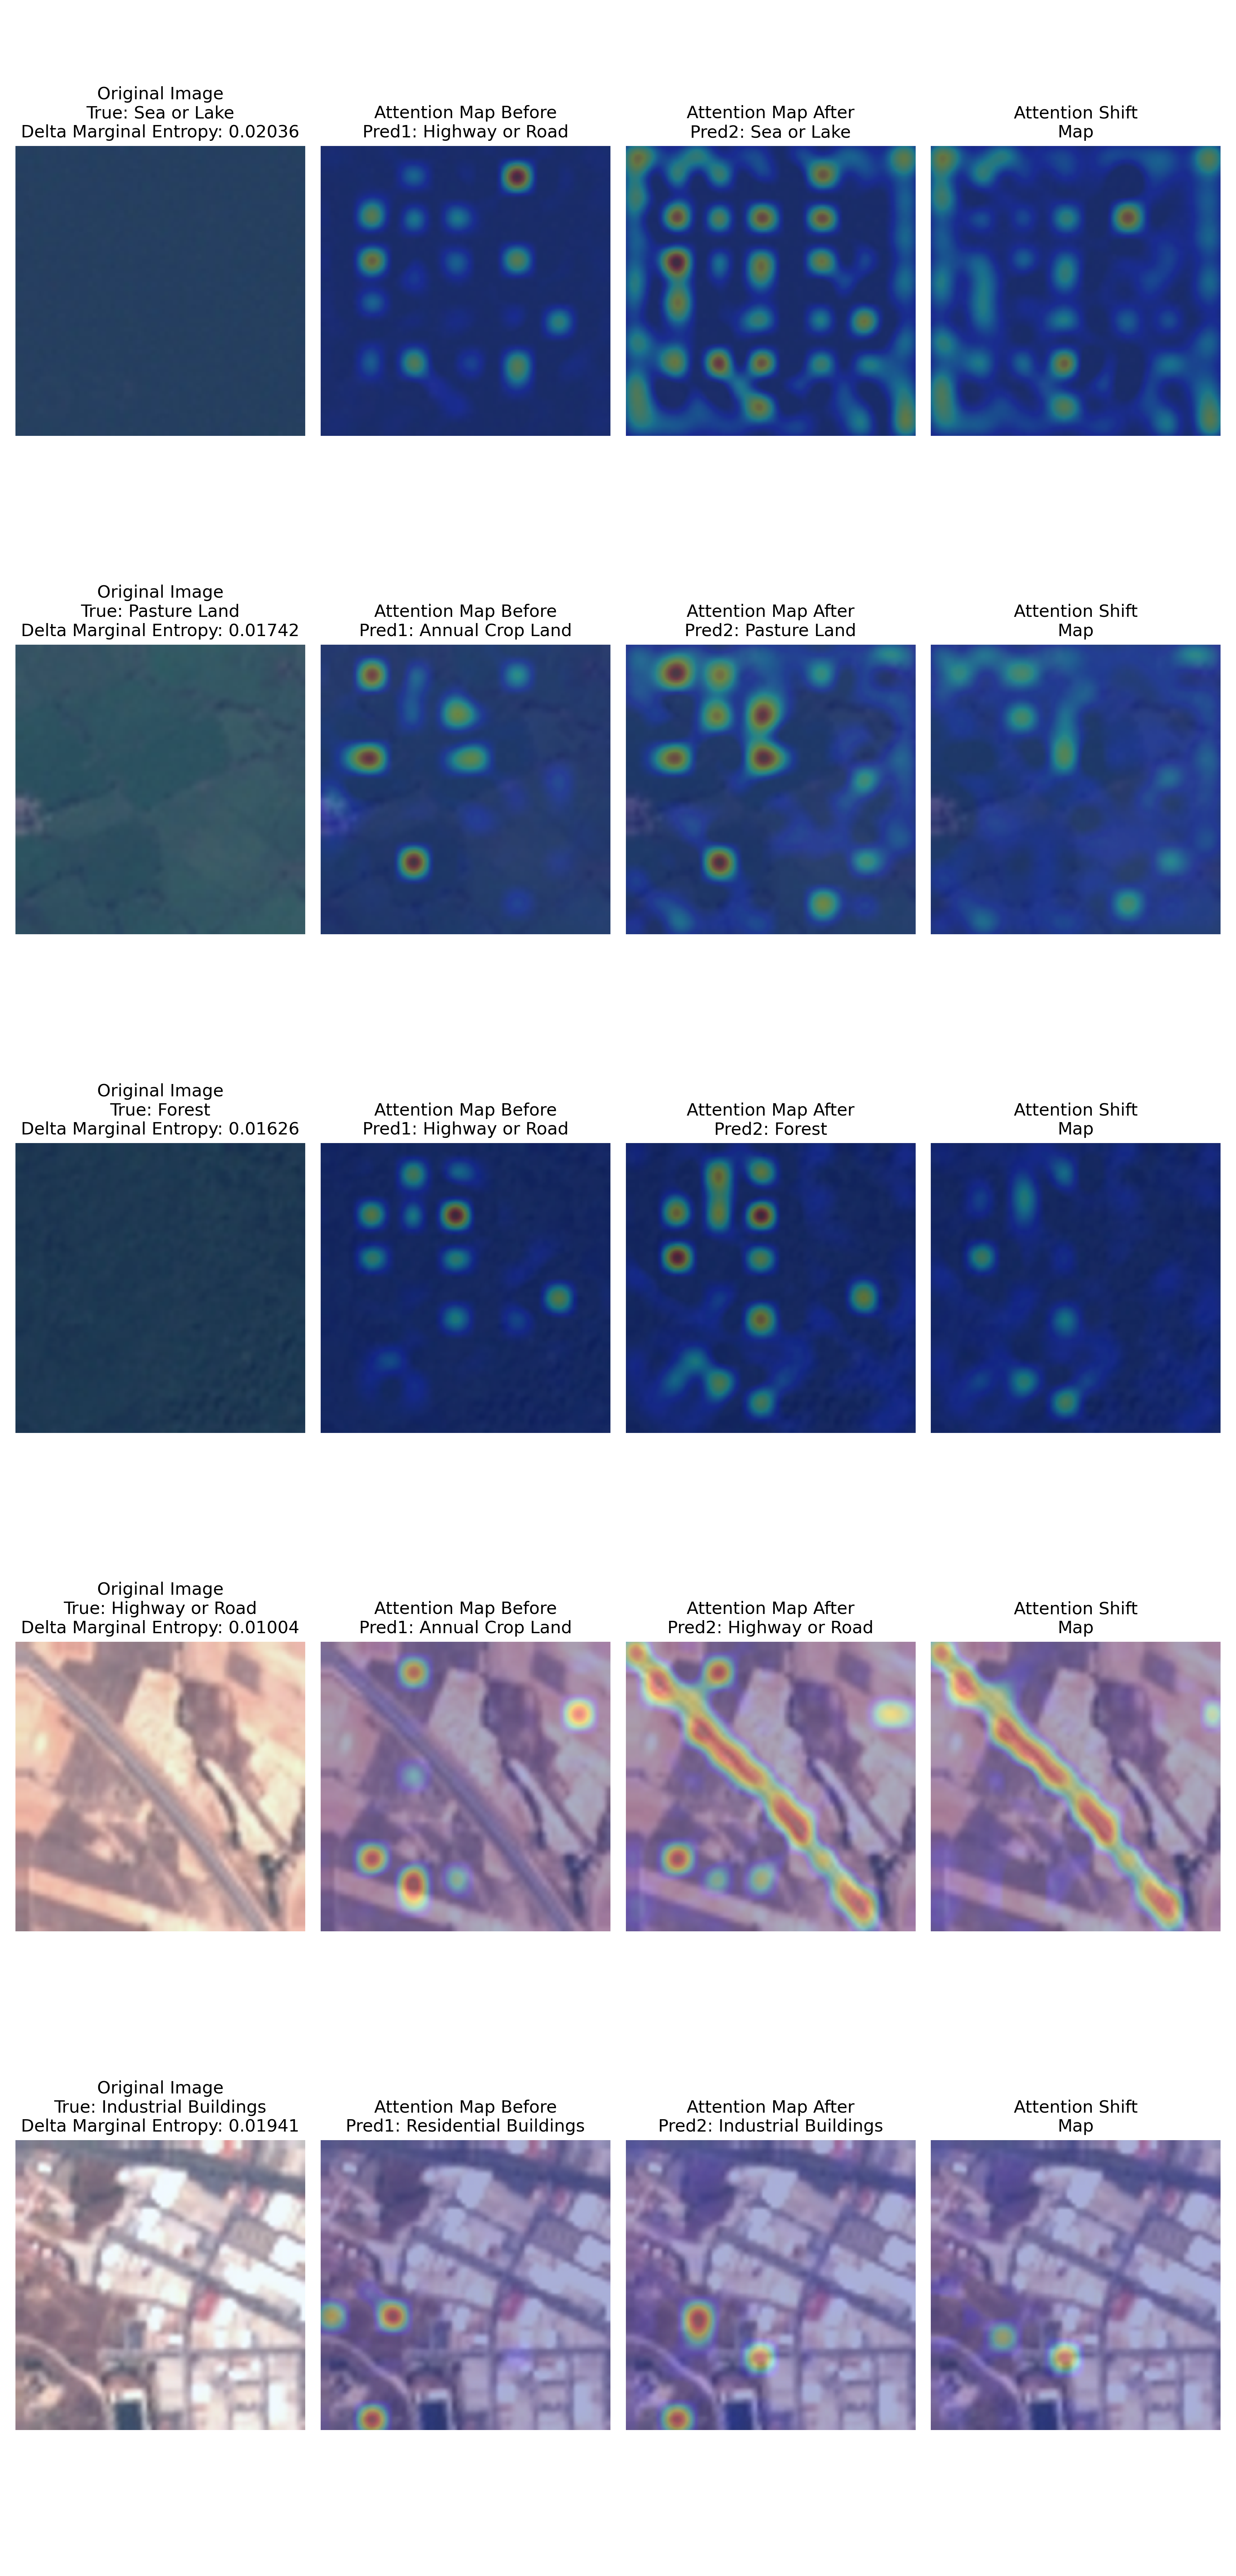 Original Image
True: Sea or Lake
Delta Marginal Entropy: 0.02036
Attention Map Before
Pred1: Highway or Road
Attention Map After
Pred2: Sea or Lake
Attention Shift
Map
Original Image
True: Pasture Land
Delta Marginal Entropy: 0.01742
Attention Map Before
Pred1: Annual Crop Land
Attention Map After
Pred2: Pasture Land
Attention Shift
Map
Original Image
True: Forest
Delta Marginal Entropy: 0.01626
Attention Map Before
Pred1: Highway or Road
Attention Map After
Pred2: Forest
Attention Shift
Map
Original Image
True: Highway or Road
Delta Marginal Entropy: 0.01004
Attention Map Before
Pred1: Annual Crop Land
Attention Map After
Pred2: Highway or Road
Attention Shift
Map
Original Image
True: Industrial Buildings
Delta Marginal Entropy: 0.01941
Attention Map Before
Pred1: Residential Buildings
Attention Map After
Pred2: Industrial Buildings
Attention Shift
Map